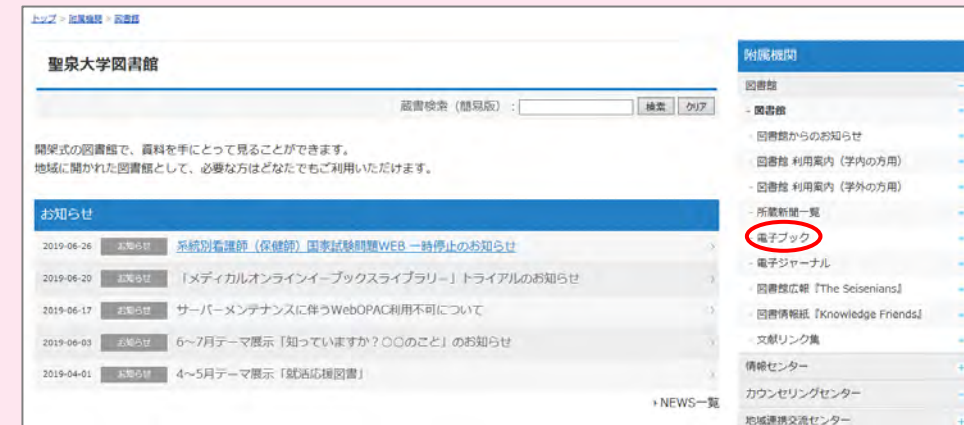 トップ > 附属機関 > 図書館
聖泉大学図書館
蔵書検索（簡易版）： 検索 クリア
開架式の図書館で、資料を手にとって見ることができます。
地域に開かれた図書館として、必要な方はどなたでもご利用いただけます。
お知らせ
2019-06-26 お知らせ 系統別看護師（保健師）国家試験問題WEB 一時停止のお知らせ
2019-06-20 お知らせ 「メディカルオンラインイーブックスライブラリー」トライアルのお知らせ
2019-06-17 お知らせ サーバーメンテナンスに伴うWebOPAC利用不可について
2019-06-03 お知らせ 6～7月テーマ展示「知っていますか？○○のこと」のお知らせ
2019-04-01 お知らせ 4～5月テーマ展示「就活応援図書」
› NEWS一覧
附属機関
図書館
- 図書館
- 図書館からのお知らせ
- 図書館 利用案内（学内の方用）
- 図書館 利用案内（学外の方用）
- 所蔵新聞一覧
- 電子ブック
- 電子ジャーナル
- 図書館広報『The Seisenians』
- 図書情報紙『Knowledge Friends』
- 文献リンク集
情報センター
カウンセリングセンター
地域連携交流センター